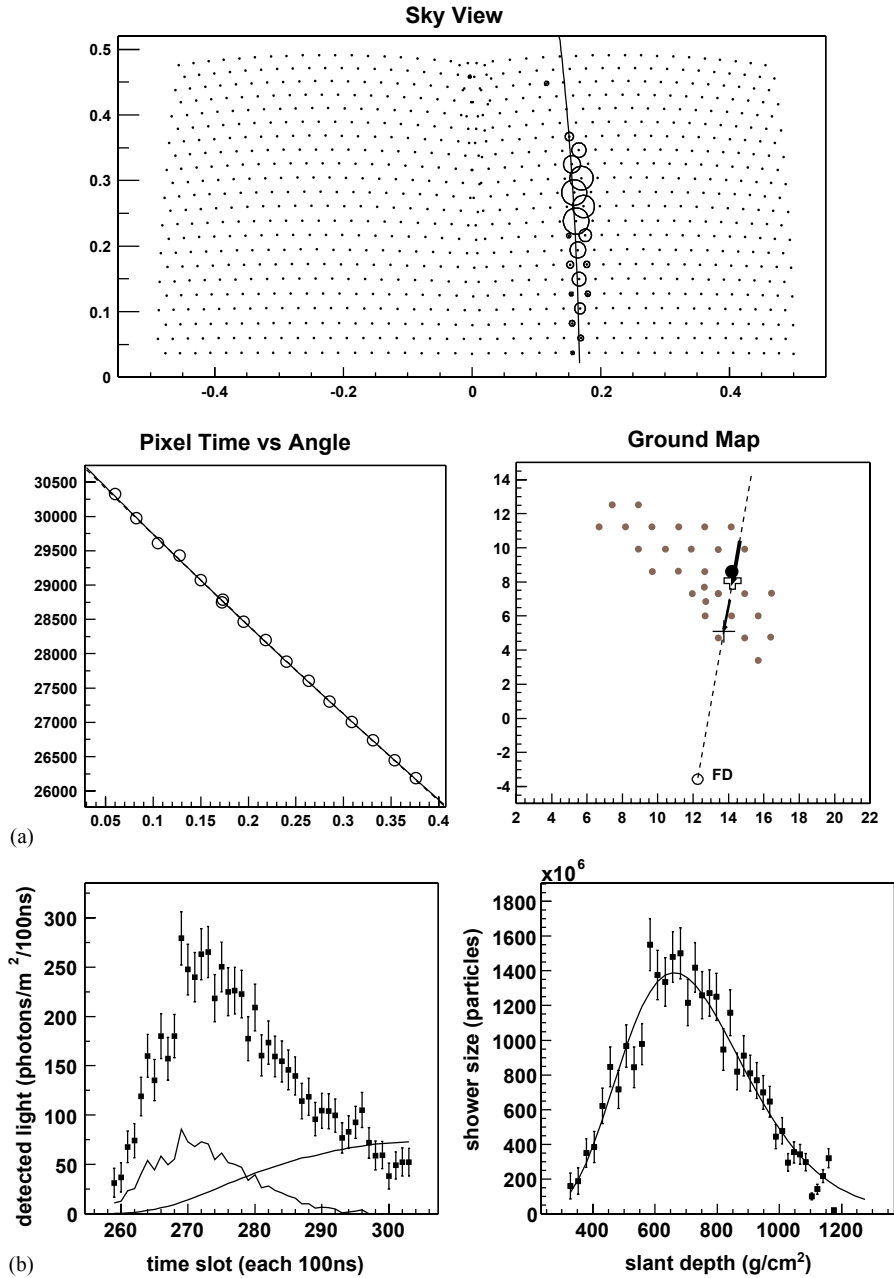 Sky View
0.5
0.4
0.3
0.2
0.1
0
-0.4 -0.2 0 0.2 0.4
Pixel Time vs Angle
30500
30000
29500
29000
28500
28000
27500
27000
26500
26000
0.05 0.1 0.15 0.2 0.25 0.3 0.35 0.4
Ground Map
14
12
10
8
6
4
2
0
-2
-4
FD
2 4 6 8 10 12 14 16 18 20 22
(a)
detected light (photons/m²/100ns)
300
250
200
150
100
50
0
260 270 280 290 300
time slot (each 100ns)
x10⁶
shower size (particles)
1800
1600
1400
1200
1000
800
600
400
200
0
400 600 800 1000 1200
slant depth (g/cm²)
(b)